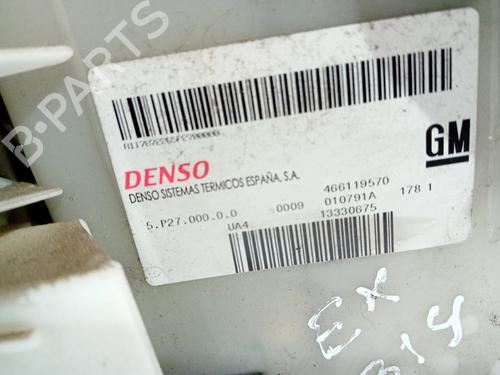 B-PARTS
DENSO
GM
DENSO SISTEMAS TERMICOS ESPAÑA, S.A.
466119570
5.P27.000.0.0 0009 010791A 178 1
UA4 13330675
EX